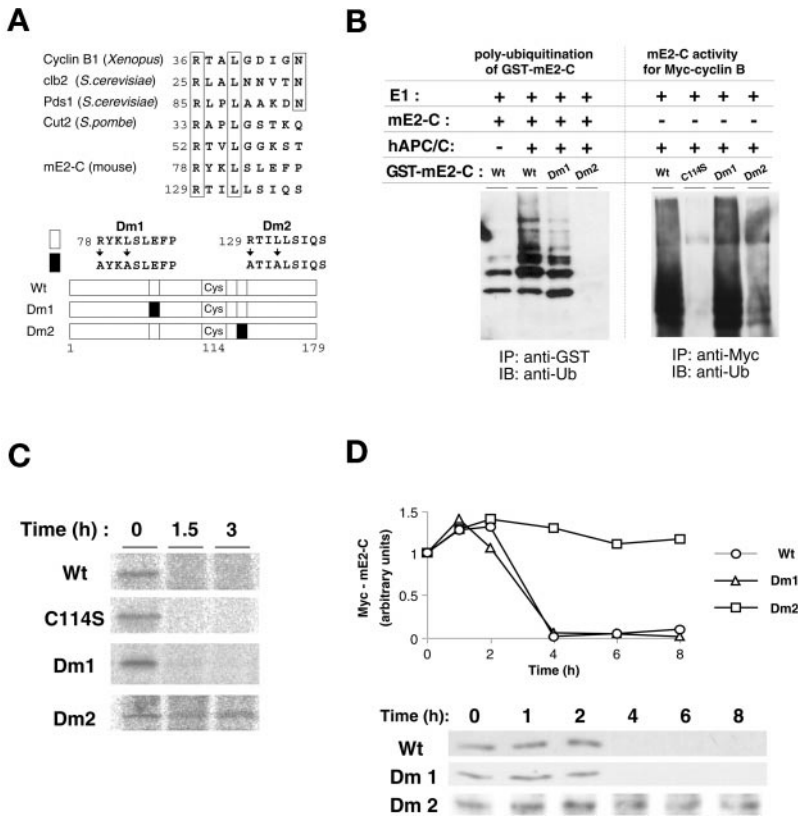 A
Cyclin B1 (Xenopus) 36 R T A L G D I G N
clb2 (S.cerevisiae) 25 R L A L N N V T N
Pds1 (S.cerevisiae) 85 R L P L A A K D N
Cut2 (S.pombe) 33 R A P L G S T K Q
52 R T V L G G K S T
mE2-C (mouse) 78 R Y K L S L E F P
129 R T I L L S I Q S
Dm1 Dm2
78 RYKLSLEFP 129 RTILLSIQS
AYKASLEFP ATIALSIQS
Wt Cys
Dm1 Cys
Dm2 Cys
1 114 179
B
poly-ubiquitination of GST-mE2-C
mE2-C activity for Myc-cyclin B
E1 : + + + + + + + +
mE2-C : + + + + - - - -
hAPC/C : - + + + + + + +
GST-mE2-C : Wt Wt Dm1 Dm2 Wt C114S Dm1 Dm2
IP: anti-GST
IB: anti-Ub
IP: anti-Myc
IB: anti-Ub
C
Time (h) : 0 1.5 3
Wt
C114S
Dm1
Dm2
D
Myc - mE2-C
(arbitrary units)
1.5
1
0.5
0
0 2 4 6 8
Time (h)
Wt
Dm1
Dm2
Time (h): 0 1 2 4 6 8
Wt
Dm 1
Dm 2